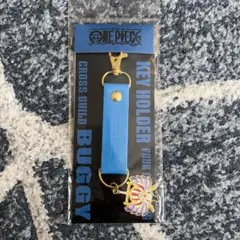 ONE PIECE
KEY HOLDER
CROSS GUILD
BUGGY